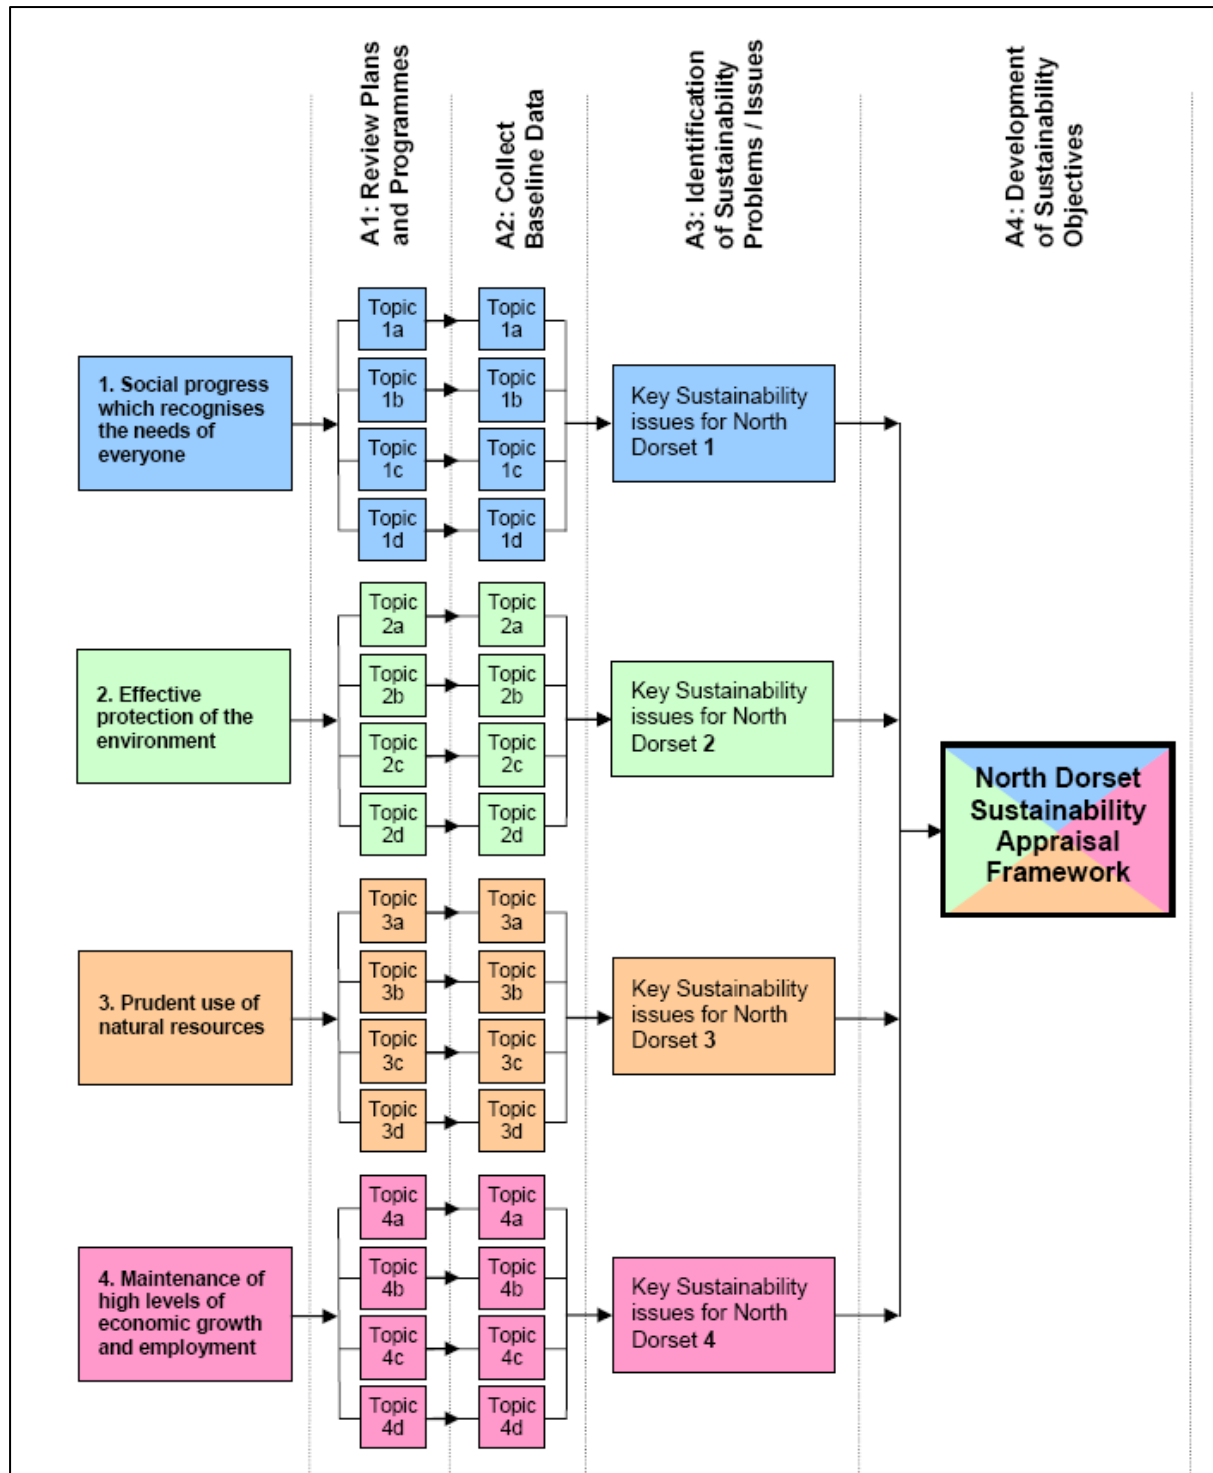 A1: Review Plans
and Programmes
A2: Collect
Baseline Data
A3: Identification
of Sustainability
Problems / Issues
A4: Development
of Sustainability
Objectives
1. Social progress
which recognises
the needs of
everyone
Topic
1a
Topic
1b
Topic
1c
Topic
1d
Topic
1a
Topic
1b
Topic
1c
Topic
1d
Key Sustainability
issues for North
Dorset 1
2. Effective
protection of the
environment
Topic
2a
Topic
2b
Topic
2c
Topic
2d
Topic
2a
Topic
2b
Topic
2c
Topic
2d
Key Sustainability
issues for North
Dorset 2
3. Prudent use of
natural resources
Topic
3a
Topic
3b
Topic
3c
Topic
3d
Topic
3a
Topic
3b
Topic
3c
Topic
3d
Key Sustainability
issues for North
Dorset 3
4. Maintenance of
high levels of
economic growth
and employment
Topic
4a
Topic
4b
Topic
4c
Topic
4d
Topic
4a
Topic
4b
Topic
4c
Topic
4d
Key Sustainability
issues for North
Dorset 4
North Dorset
Sustainability
Appraisal
Framework